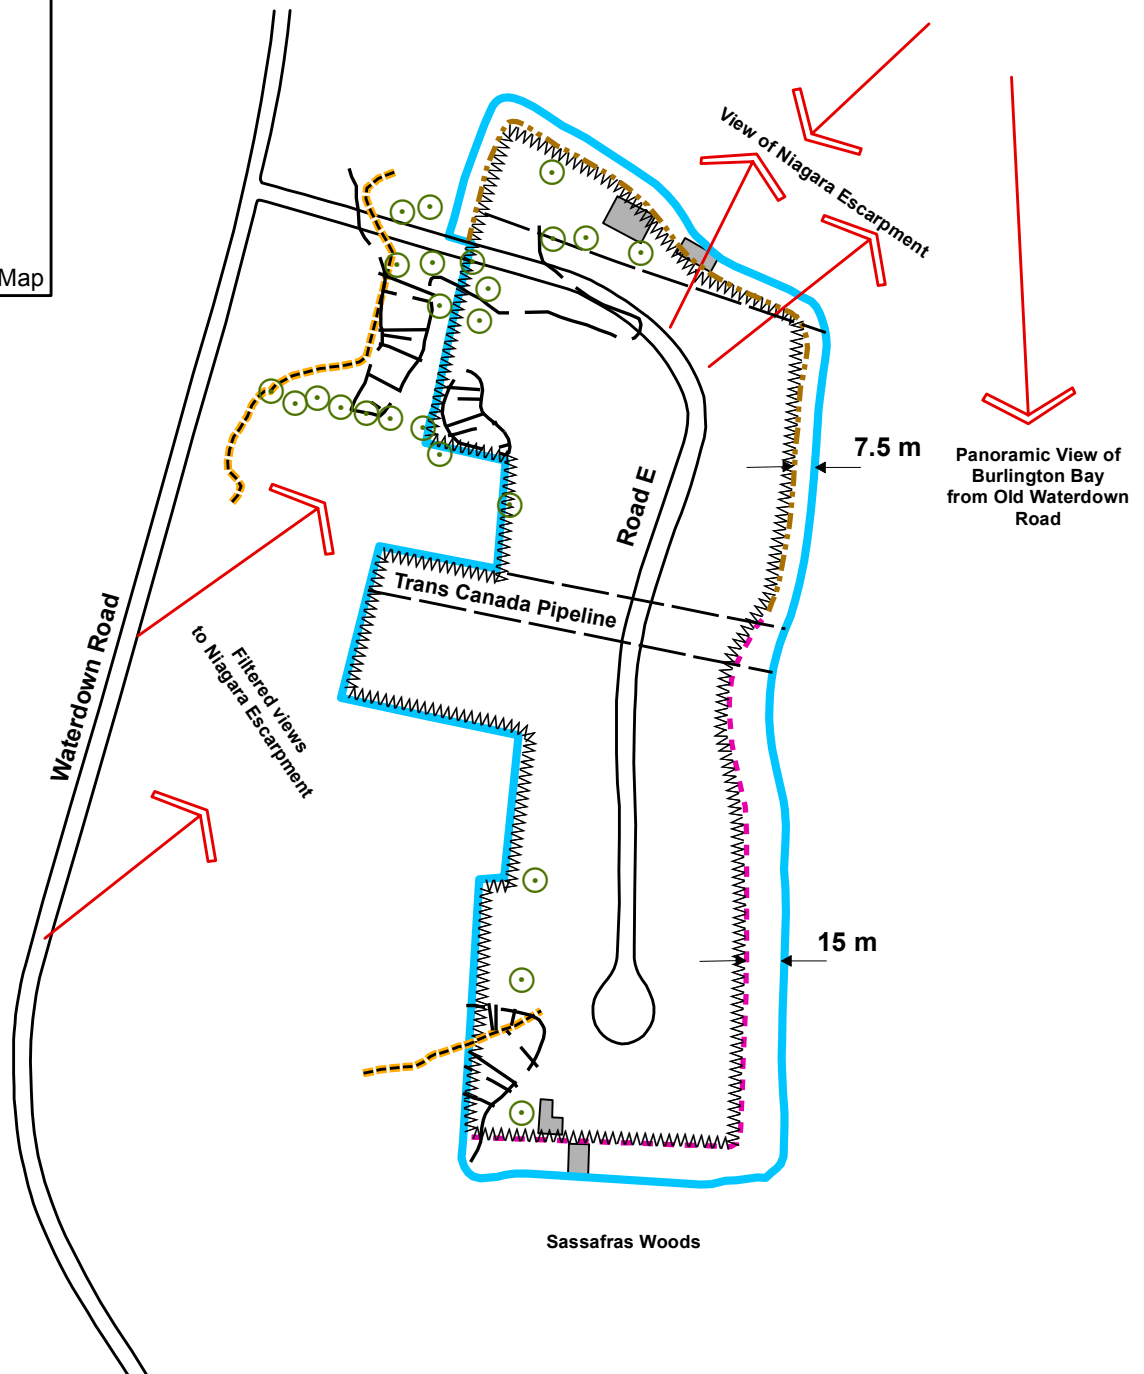 Map
View of Niagara Escarpment
7.5 m
Panoramic View of
Burlington Bay
from Old Waterdown
Road
Road E
Trans Canada Pipeline
Waterdown Road
Filtered views
to Niagara Escarpment
15 m
Sassafras Woods